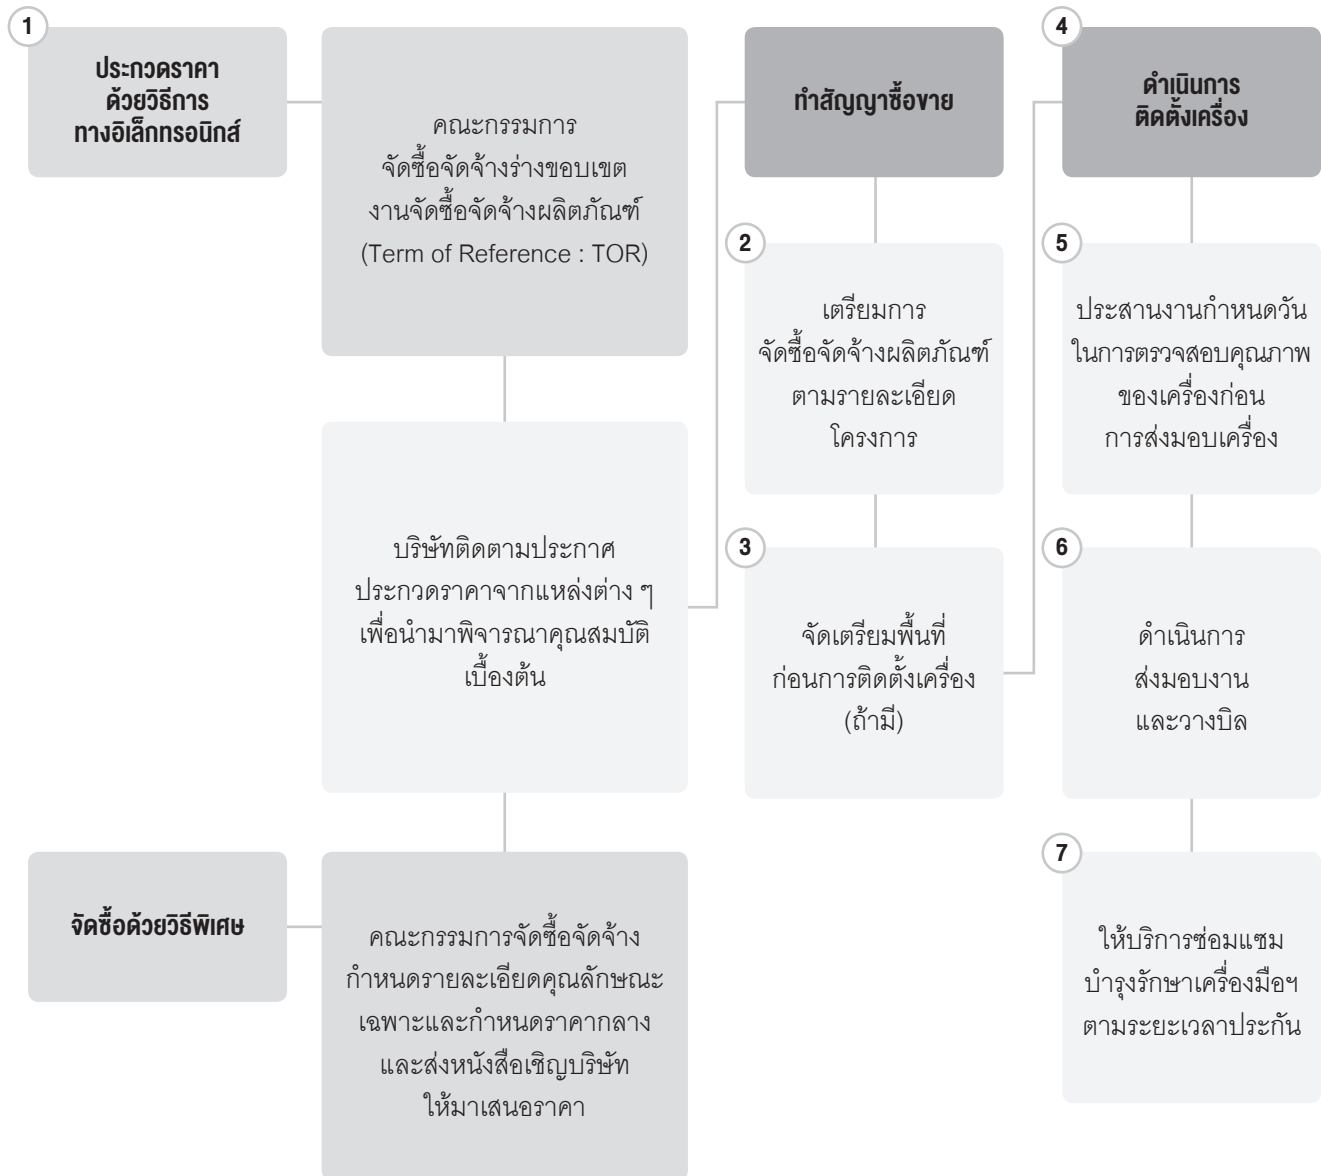 1
ประกวดราคา
ด้วยวิธีการ
ทางอิเล็กทรอนิกส์
คณะกรรมการ
จัดซื้อจัดจ้างร่างขอบเขต
งานจัดซื้อจัดจ้างผลิตภัณฑ์
(Term of Reference : TOR)
บริษัทติดตามประกาศ
ประกวดราคาจากแหล่งต่าง ๆ
เพื่อนำมาพิจารณาคุณสมบัติ
เบื้องต้น
จัดซื้อด้วยวิธีพิเศษ
คณะกรรมการจัดซื้อจัดจ้าง
กำหนดรายละเอียดคุณลักษณะ
เฉพาะและกำหนดราคากลาง
และส่งหนังสือเชิญบริษัท
ให้มาเสนอราคา
ทำสัญญาซื้อขาย
2
เตรียมการ
จัดซื้อจัดจ้างผลิตภัณฑ์
ตามรายละเอียด
โครงการ
3
จัดเตรียมพื้นที่
ก่อนการติดตั้งเครื่อง
(ถ้ามี)
4
ดำเนินการ
ติดตั้งเครื่อง
5
ประสานงานกำหนดวัน
ในการตรวจสอบคุณภาพ
ของเครื่องก่อน
การส่งมอบเครื่อง
6
ดำเนินการ
ส่งมอบงาน
และวางบิล
7
ให้บริการซ่อมแซม
บำรุงรักษาเครื่องมือฯ
ตามระยะเวลาประกัน